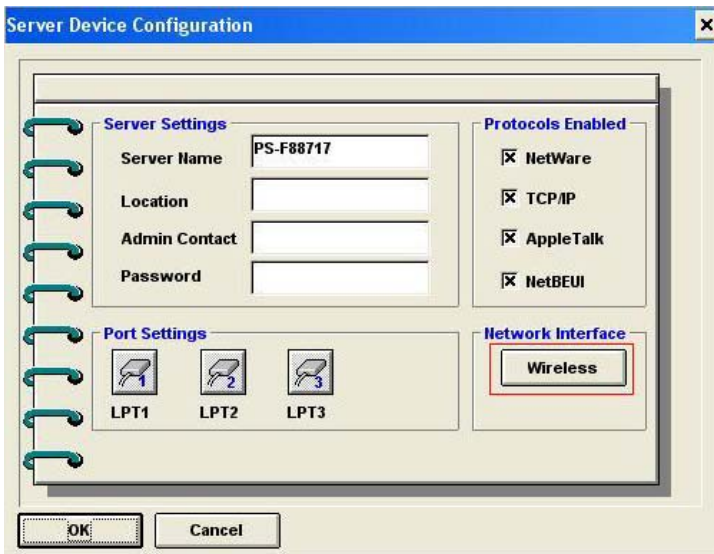 Server Device Configuration
Server Settings
Server Name PS-F88717
Location
Admin Contact
Password
Protocols Enabled
NetWare
TCP/IP
AppleTalk
NetBEUI
Port Settings
1 2 3
LPT1 LPT2 LPT3
Network Interface
Wireless
OK Cancel